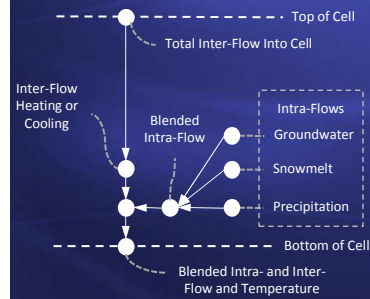 Top of Cell
Total Inter-Flow Into Cell
Inter-Flow
Heating or
Cooling
Blended
Intra-Flow
Intra-Flows
Groundwater
Snowmelt
Precipitation
Bottom of Cell
Blended Intra- and Inter-
Flow and Temperature